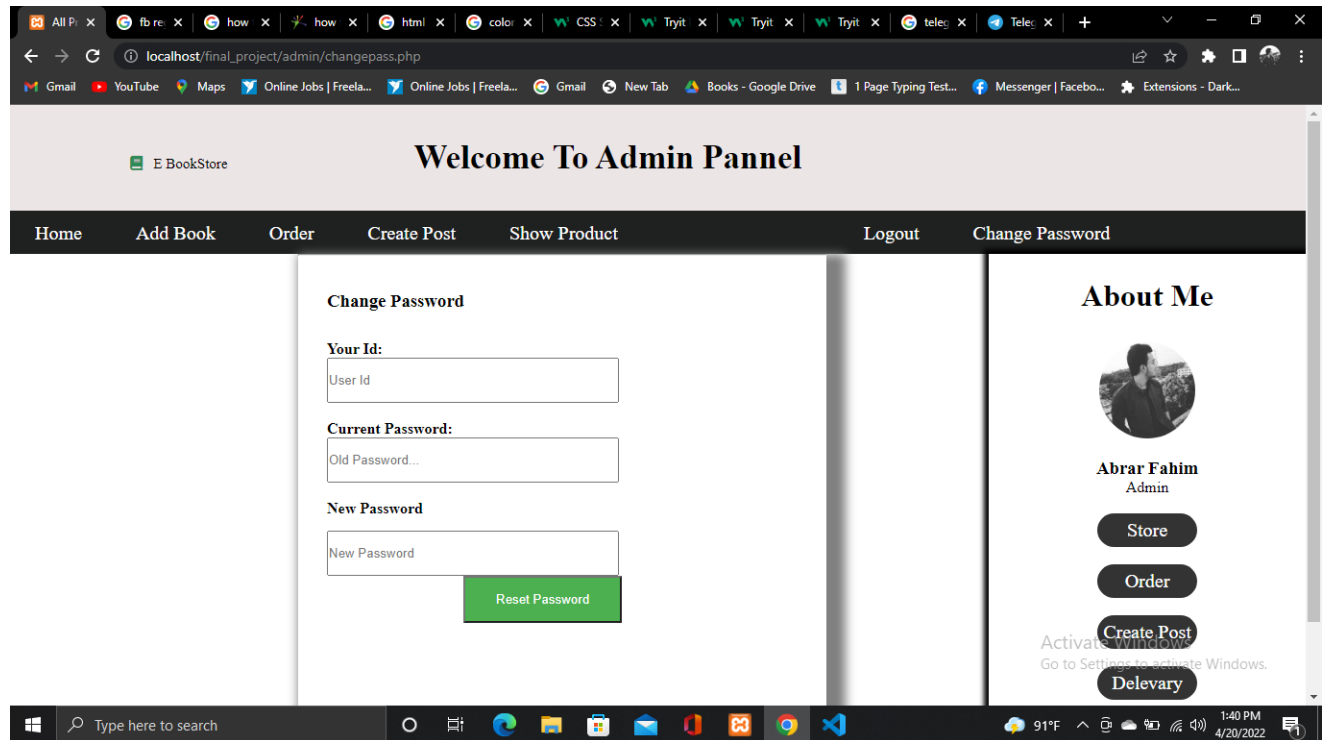 All Pr
fb re
how
how
html
color
CSS
Tryit
Tryit
Tryit
teleg
Teleg
localhost/final_project/admin/changepass.php
Gmail YouTube Maps Online Jobs | Freela... Online Jobs | Freela... Gmail New Tab Books - Google Drive 1 Page Typing Test... Messenger | Facebo... Extensions - Dark...
E BookStore
Welcome To Admin Pannel
Home Add Book Order Create Post Show Product Logout Change Password
Change Password
Your Id:
User Id
Current Password:
Old Password...
New Password
New Password
Reset Password
About Me
Abrar Fahim
Admin
Store
Order
Create Post
Delevary
Activate Windows
Go to Settings to activate Windows.
Type here to search
91°F
1:40 PM
4/20/2022